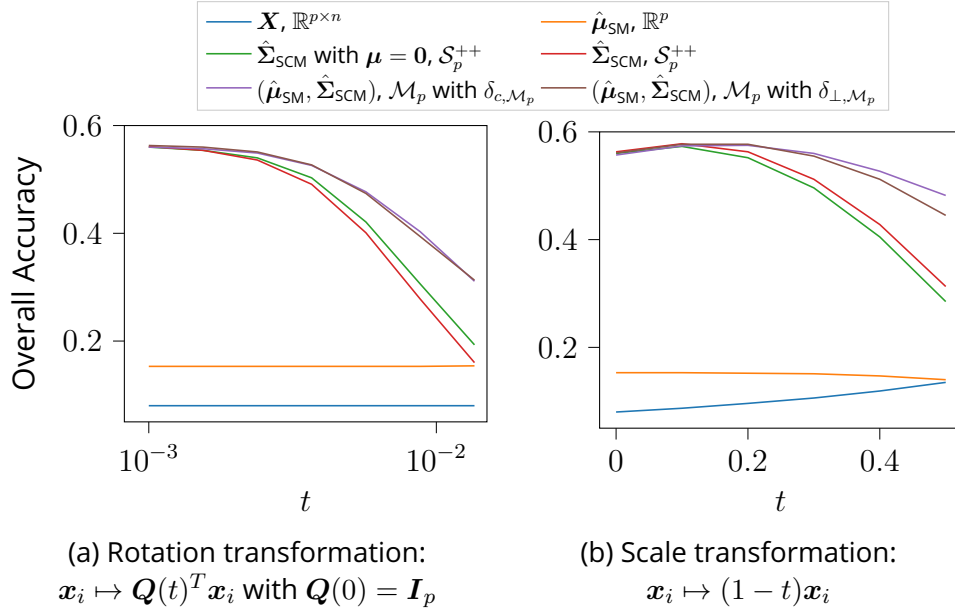 𝑿, ℝ^{p×n}
μ̂_SM, ℝ^p
Σ̂_SCM with μ = 0, 𝒮_p^{++}
Σ̂_SCM, 𝒮_p^{++}
(μ̂_SM, Σ̂_SCM), ℳ_p with δ_{c,ℳ_p}
(μ̂_SM, Σ̂_SCM), ℳ_p with δ_{⊥,ℳ_p}
Overall Accuracy
0.6
0.4
0.2
10^{−3}
10^{−2}
t
0.6
0.4
0.2
0
0.2
0.4
t
(a) Rotation transformation:
x_i ↦ Q(t)^T x_i with Q(0) = I_p
(b) Scale transformation:
x_i ↦ (1 − t)x_i